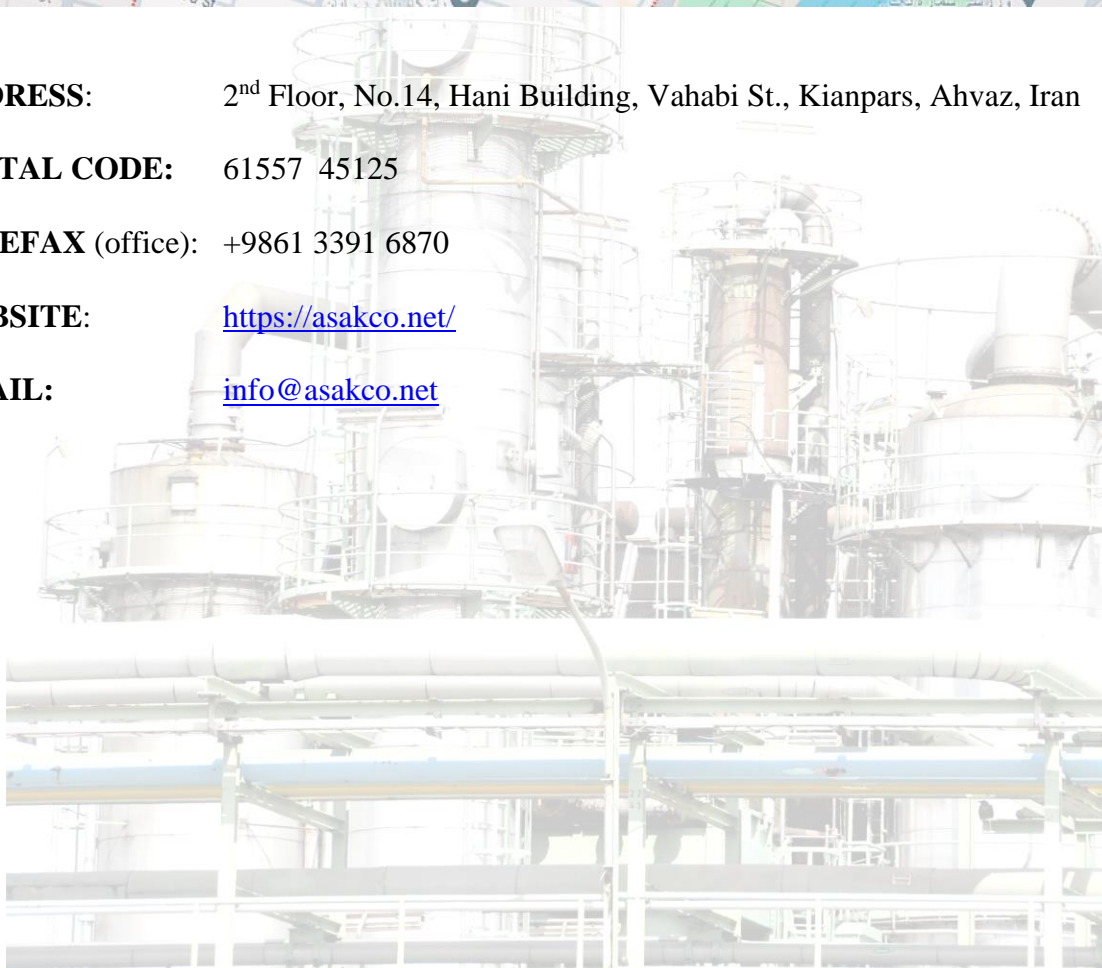 DRESS: 2nd Floor, No.14, Hani Building, Vahabi St., Kianpars, Ahvaz, Iran
TAL CODE: 61557 45125
EFAX (office): +9861 3391 6870
BSITE: https://asakco.net/
AIL: info@asakco.net